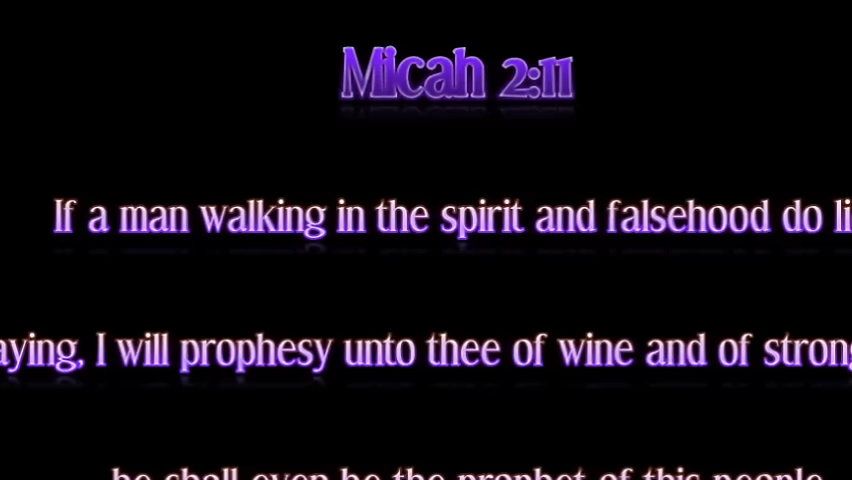 Micah 2:11
If a man walking in the spirit and falsehood do li
aying, I will prophesy unto thee of wine and of strong
he shall even be the prophet of this people